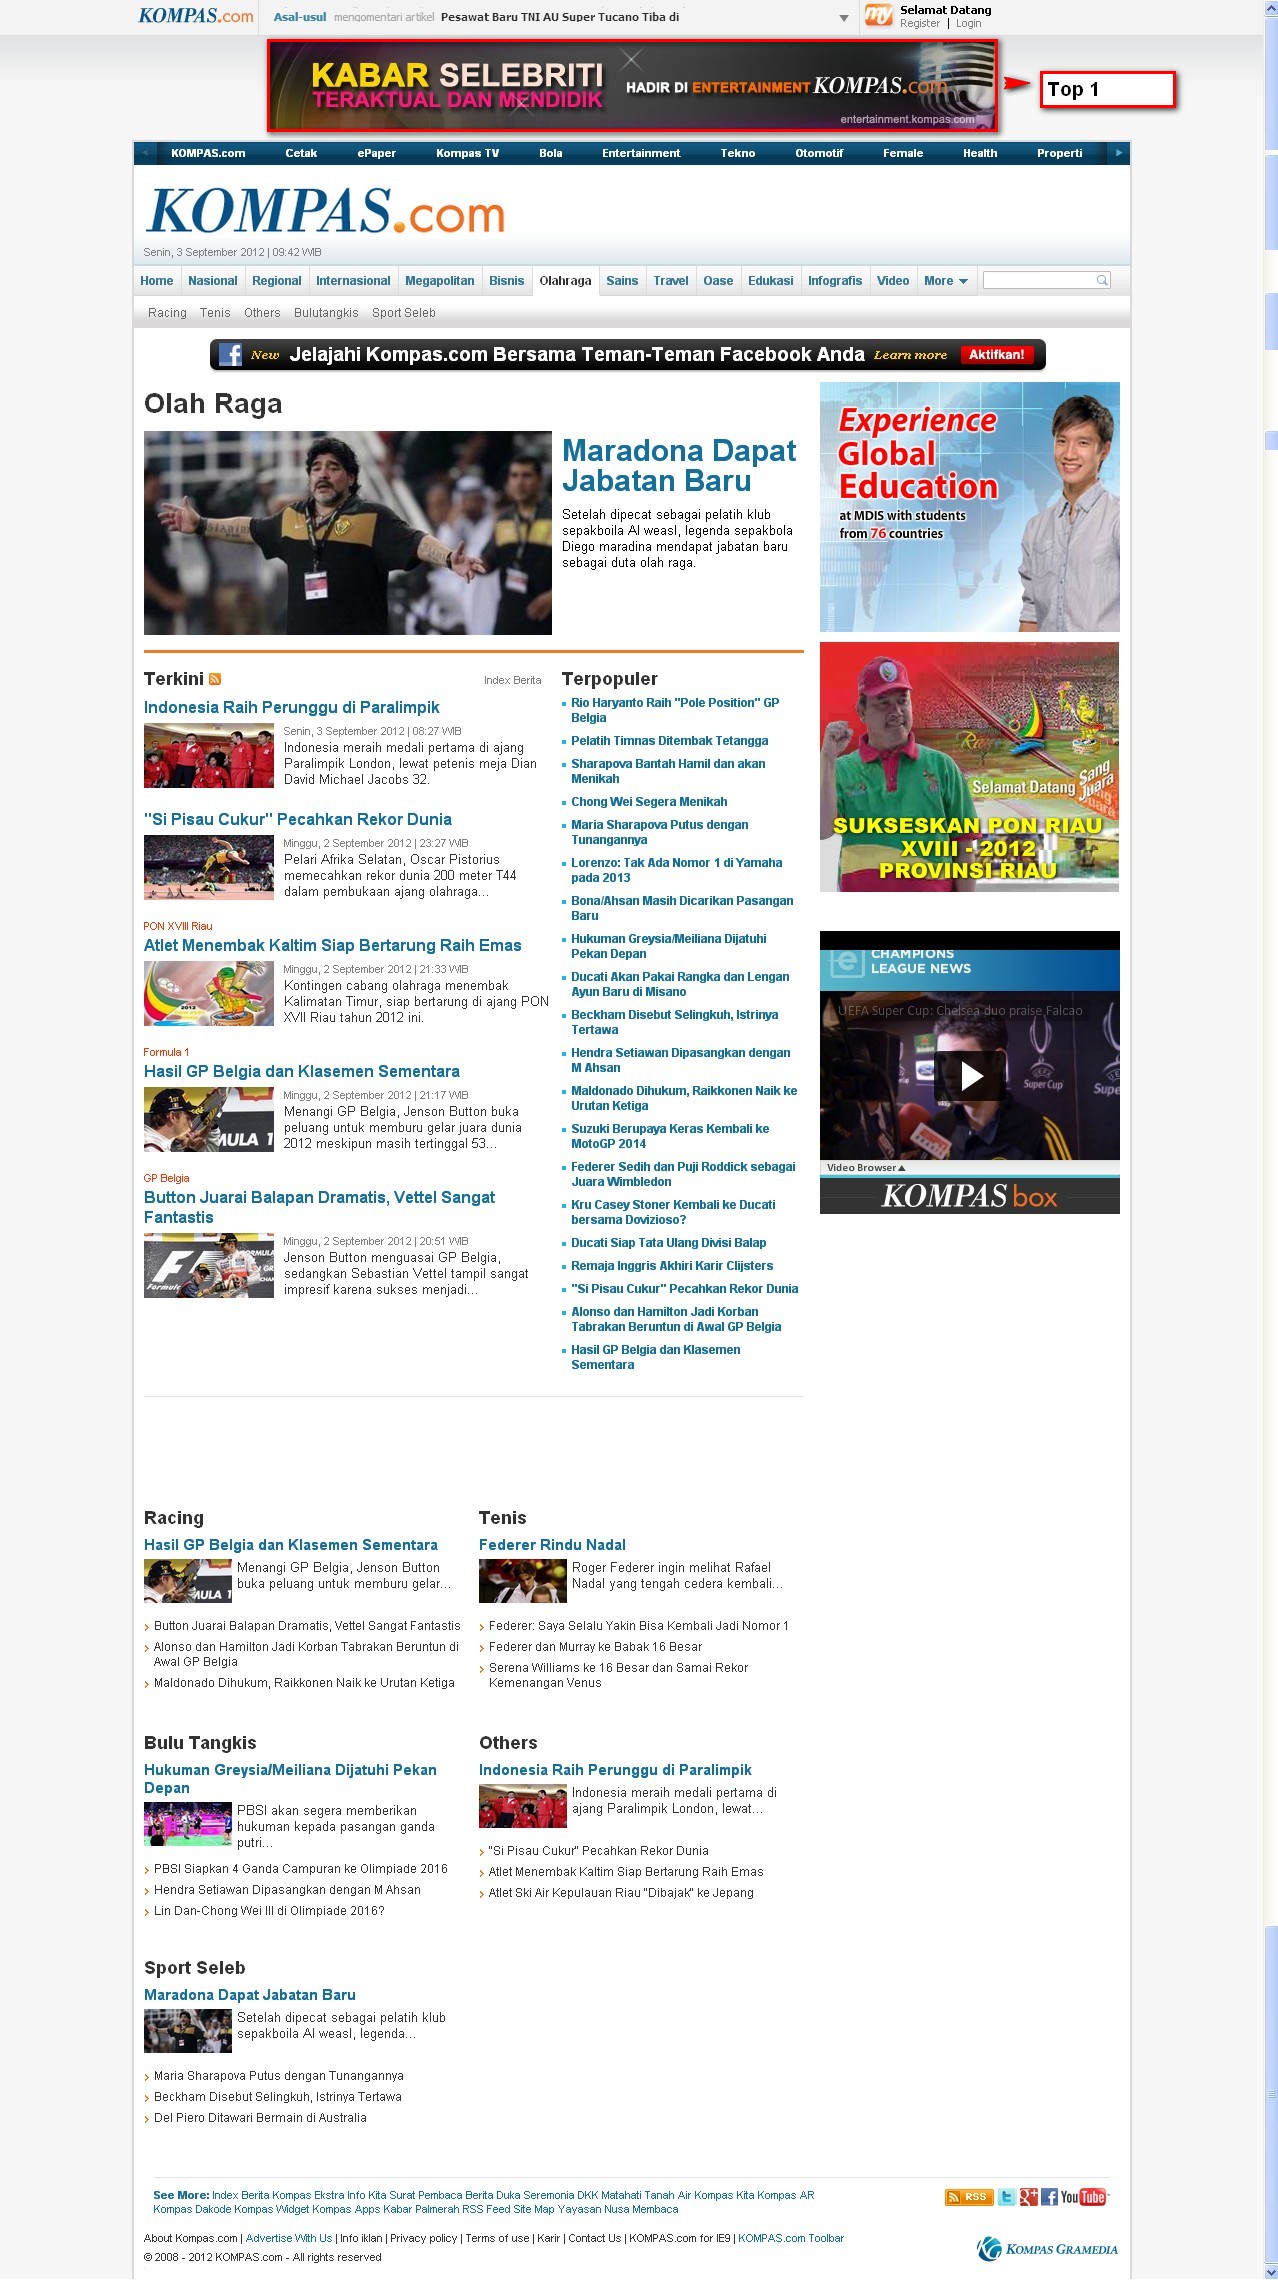 KOMPAS.com
Asal-usul mengomentari artikel Pesawat Baru TNI AU Super Tucano Tiba di
my
Selamat Datang
Register | Login
KABAR SELEBRITI
TERAKTUAL DAN MENDIDIK
HADIR DI ENTERTAINMENT KOMPAS.com
entertainment.kompas.com
Top 1
KOMPAS.com Cetak ePaper Kompas TV Bola Entertainment Tekno Otomotif Female Health Properti
KOMPAS.com
Senin, 3 September 2012 | 09:42 WIB
Home Nasional Regional Internasional Megapolitan Bisnis Olahraga Sains Travel Oase Edukasi Infografis Video More
Racing Tenis Others Bulutangkis Sport Seleb
New Jelajahi Kompas.com Bersama Teman-Teman Facebook Anda Learn more Aktifkan!
Olah Raga
Maradona Dapat
Jabatan Baru
Setelah dipecat sebagai pelatih klub
sepakboila Al weasl, legenda sepakbola
Diego maradina mendapat jabatan baru
sebagai duta olah raga.
Experience
Global
Education
at MDIS with students
from 76 countries
Selamat Datang
Sang
Juara
SUKSESKAN PON RIAU
XVIII - 2012
PROVINSI RIAU
Terkini
Index Berita
Indonesia Raih Perunggu di Paralimpik
Senin, 3 September 2012 | 08:27 WIB
Indonesia meraih medali pertama di ajang
Paralimpik London, lewat petenis meja Dian
David Michael Jacobs 32.
"Si Pisau Cukur" Pecahkan Rekor Dunia
Minggu, 2 September 2012 | 23:27 WIB
Pelari Afrika Selatan, Oscar Pistorius
memecahkan rekor dunia 200 meter T44
dalam pembukaan ajang olahraga...
PON XVIII Riau
Atlet Menembak Kaltim Siap Bertarung Raih Emas
Minggu, 2 September 2012 | 21:33 WIB
Kontingen cabang olahraga menembak
Kalimatan Timur, siap bertarung di ajang PON
XVII Riau tahun 2012 ini.
Formula 1
Hasil GP Belgia dan Klasemen Sementara
Minggu, 2 September 2012 | 21:17 WIB
Menangi GP Belgia, Jenson Button buka
peluang untuk memburu gelar juara dunia
2012 meskipun masih tertinggal 53...
GP Belgia
Button Juarai Balapan Dramatis, Vettel Sangat
Fantastis
Minggu, 2 September 2012 | 20:51 WIB
Jenson Button menguasai GP Belgia,
sedangkan Sebastian Vettel tampil sangat
impresif karena sukses menjadi...
Terpopuler
Rio Haryanto Raih "Pole Position" GP
Belgia
Pelatih Timnas Ditembak Tetangga
Sharapova Bantah Hamil dan akan
Menikah
Chong Wei Segera Menikah
Maria Sharapova Putus dengan
Tunangannya
Lorenzo: Tak Ada Nomor 1 di Yamaha
pada 2013
Bona/Ahsan Masih Dicarikan Pasangan
Baru
Hukuman Greysia/Meiliana Dijatuhi
Pekan Depan
Ducati Akan Pakai Rangka dan Lengan
Ayun Baru di Misano
Beckham Disebut Selingkuh, Istrinya
Tertawa
Hendra Setiawan Dipasangkan dengan
M Ahsan
Maldonado Dihukum, Raikkonen Naik ke
Urutan Ketiga
Suzuki Berupaya Keras Kembali ke
MotoGP 2014
Federer Sedih dan Puji Roddick sebagai
Juara Wimbledon
Kru Casey Stoner Kembali ke Ducati
bersama Dovizioso?
Ducati Siap Tata Ulang Divisi Balap
Remaja Inggris Akhiri Karir Clijsters
"Si Pisau Cukur" Pecahkan Rekor Dunia
Alonso dan Hamilton Jadi Korban
Tabrakan Beruntun di Awal GP Belgia
Hasil GP Belgia dan Klasemen
Sementara
CHAMPIONS
LEAGUE NEWS
UEFA Super Cup: Chelsea duo praise Falcao
Super Cup
Video Browser
KOMPAS box
Racing
Hasil GP Belgia dan Klasemen Sementara
Menangi GP Belgia, Jenson Button
buka peluang untuk memburu gelar...
Button Juarai Balapan Dramatis, Vettel Sangat Fantastis
Alonso dan Hamilton Jadi Korban Tabrakan Beruntun di
Awal GP Belgia
Maldonado Dihukum, Raikkonen Naik ke Urutan Ketiga
Tenis
Federer Rindu Nadal
Roger Federer ingin melihat Rafael
Nadal yang tengah cedera kembali...
Federer: Saya Selalu Yakin Bisa Kembali Jadi Nomor 1
Federer dan Murray ke Babak 16 Besar
Serena Williams ke 16 Besar dan Samai Rekor
Kemenangan Venus
Bulu Tangkis
Hukuman Greysia/Meiliana Dijatuhi Pekan
Depan
PBSI akan segera memberikan
hukuman kepada pasangan ganda
putri...
PBSI Siapkan 4 Ganda Campuran ke Olimpiade 2016
Hendra Setiawan Dipasangkan dengan M Ahsan
Lin Dan-Chong Wei III di Olimpiade 2016?
Others
Indonesia Raih Perunggu di Paralimpik
Indonesia meraih medali pertama di
ajang Paralimpik London, lewat...
"Si Pisau Cukur" Pecahkan Rekor Dunia
Atlet Menembak Kaltim Siap Bertarung Raih Emas
Atlet Ski Air Kepulauan Riau "Dibajak" ke Jepang
Sport Seleb
Maradona Dapat Jabatan Baru
Setelah dipecat sebagai pelatih klub
sepakboila Al weasl, legenda...
Maria Sharapova Putus dengan Tunangannya
Beckham Disebut Selingkuh, Istrinya Tertawa
Del Piero Ditawari Bermain di Australia
See More: Index Berita Kompas Ekstra Info Kita Surat Pembaca Berita Duka Seremonia DKK Matahati Tanah Air Kompas Kita Kompas AR
Kompas Dakode Kompas Widget Kompas Apps Kabar Palmerah RSS Feed Site Map Yayasan Nusa Membaca
RSS
YouTube
About Kompas.com | Advertise With Us | Info iklan | Privacy policy | Terms of use | Karir | Contact Us | KOMPAS.com for IE9 | KOMPAS.com Toolbar
© 2008 - 2012 KOMPAS.com - All rights reserved
KOMPAS GRAMEDIA